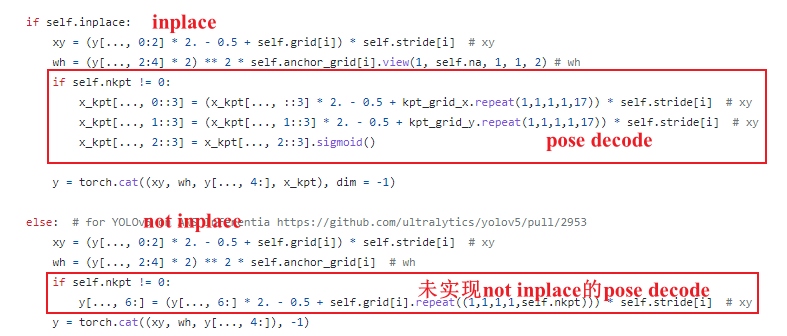 if self.inplace:
inplace
xy = (y[..., 0:2] * 2. - 0.5 + self.grid[i]) * self.stride[i]  # xy
wh = (y[..., 2:4] * 2) ** 2 * self.anchor_grid[i].view(1, self.na, 1, 1, 2) # wh
if self.nkpt != 0:
x_kpt[..., 0::3] = (x_kpt[..., ::3] * 2. - 0.5 + kpt_grid_x.repeat(1,1,1,1,17)) * self.stride[i]  # xy
x_kpt[..., 1::3] = (x_kpt[..., 1::3] * 2. - 0.5 + kpt_grid_y.repeat(1,1,1,1,17)) * self.stride[i]  # xy
x_kpt[..., 2::3] = x_kpt[..., 2::3].sigmoid()
pose decode
y = torch.cat((xy, wh, y[..., 4:], x_kpt), dim = -1)
not inplace
else:  # for YOLOv5 on AWS Inferentia https://github.com/ultralytics/yolov5/pull/2953
xy = (y[..., 0:2] * 2. - 0.5 + self.grid[i]) * self.stride[i]  # xy
wh = (y[..., 2:4] * 2) ** 2 * self.anchor_grid[i]  # wh
if self.nkpt != 0:
未实现not inplace的pose decode
y[..., 6:] = (y[..., 6:] * 2. - 0.5 + self.grid[i].repeat((1,1,1,1,self.nkpt))) * self.stride[i]  # xy
y = torch.cat((xy, wh, y[..., 4:]), -1)